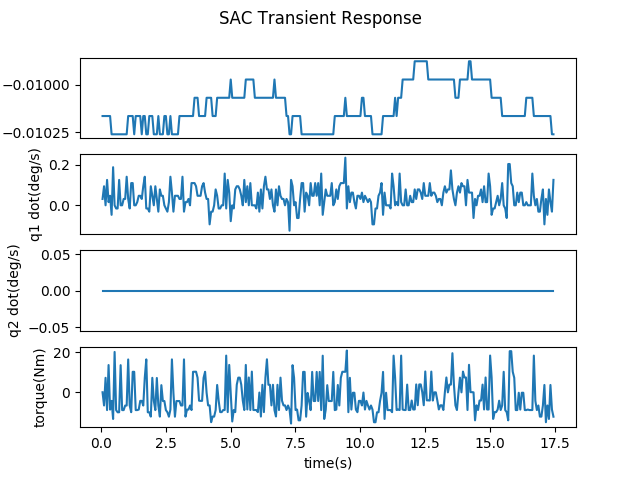 SAC Transient Response
−0.01000
−0.01025
q1 dot(deg/s)
0.2
0.0
q2 dot(deg/s)
0.05
0.00
−0.05
torque(Nm)
20
0
0.0 2.5 5.0 7.5 10.0 12.5 15.0 17.5
time(s)